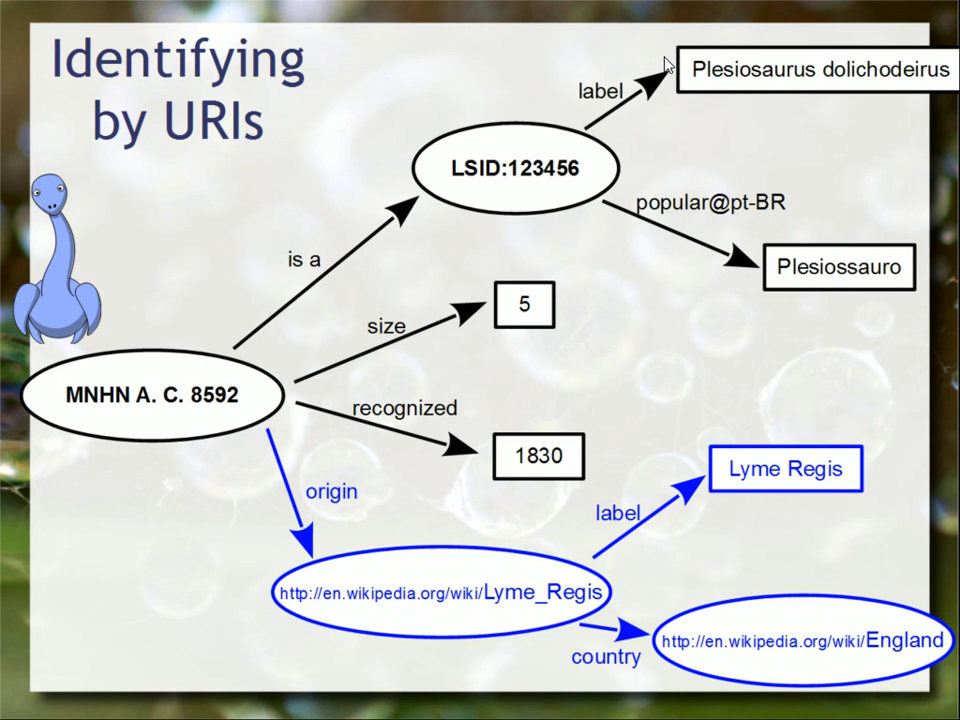 Identifying
by URIs
label
Plesiosaurus dolichodeirus
LSID:123456
popular@pt-BR
Plesiossauro
is a
size
5
MNHN A. C. 8592
recognized
1830
origin
label
Lyme Regis
http://en.wikipedia.org/wiki/Lyme_Regis
country
http://en.wikipedia.org/wiki/England